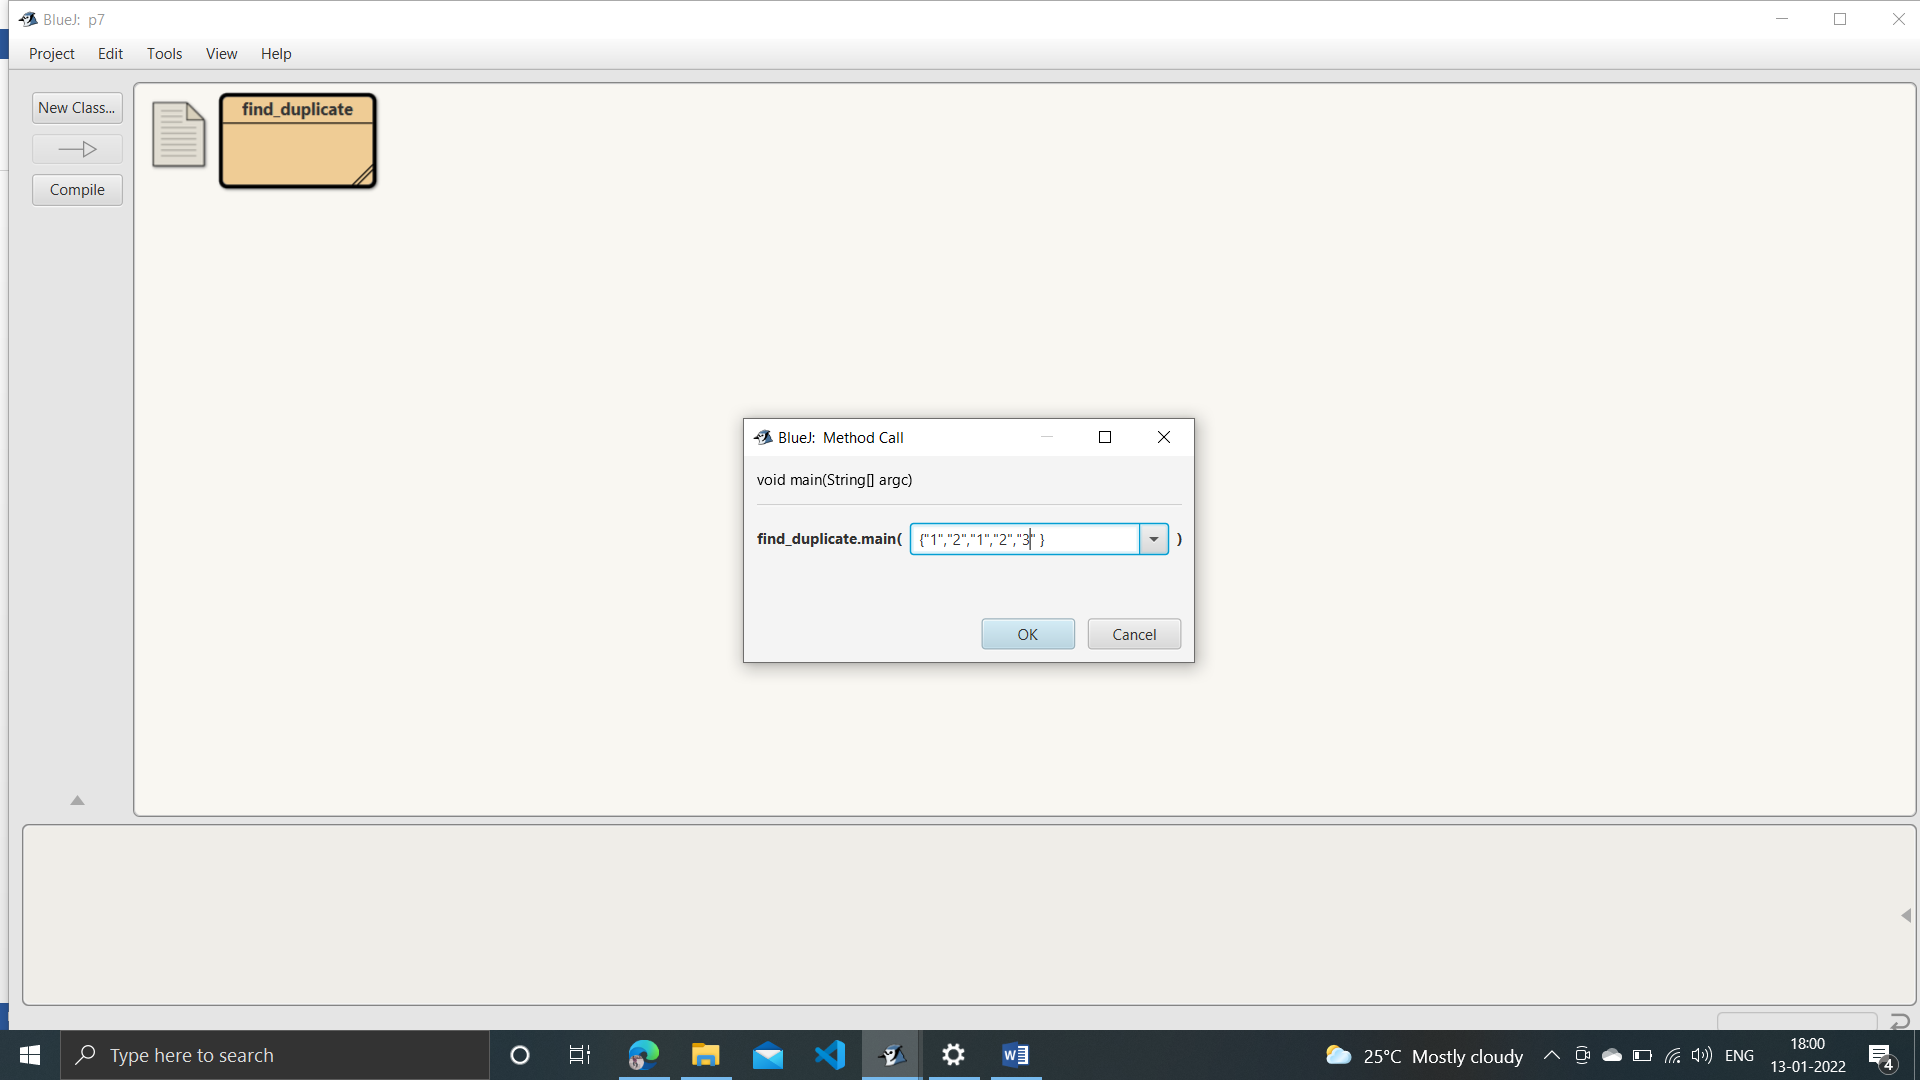 BlueJ: p7
Project Edit Tools View Help
New Class...
find_duplicate
Compile
BlueJ: Method Call
void main(String[] argc)
find_duplicate.main( {"1","2","1","2","3" } )
OK Cancel
Type here to search
25°C Mostly cloudy
ENG
18:00
13-01-2022
4